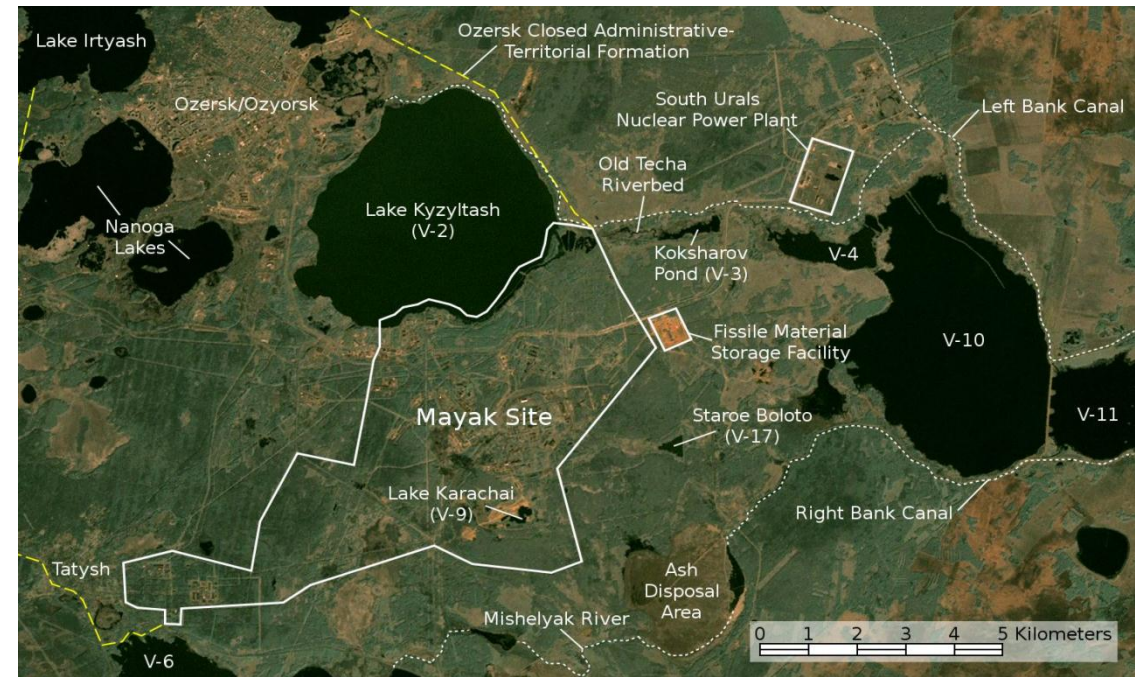 Lake Irtyash
Ozersk Closed Administrative-
Territorial Formation
Ozersk/Ozyorsk
South Urals
Nuclear Power Plant
Left Bank Canal
Old Techa
Riverbed
Lake Kyzyltash
(V-2)
Nanoga
Lakes
Koksharov
Pond (V-3)
V-4
Fissile Material
Storage Facility
V-10
Mayak Site
Staroe Boloto
(V-17)
V-11
Lake Karachai
(V-9)
Right Bank Canal
Tatysh
Ash
Disposal
Area
Mishelyak River
V-6
0 1 2 3 4 5 Kilometers